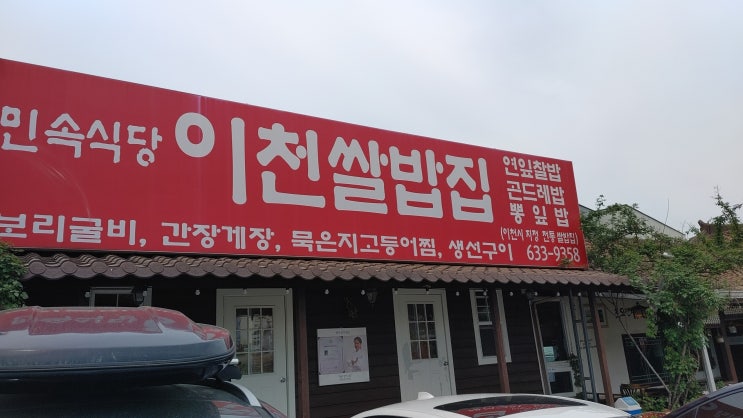 민속식당 이천쌀밥집
연잎찰밥
곤드레밥
뽕잎밥
(이천시 지정 전통 쌀밥집)
보리굴비, 간장게장, 묵은지고등어찜, 생선구이 633-9358